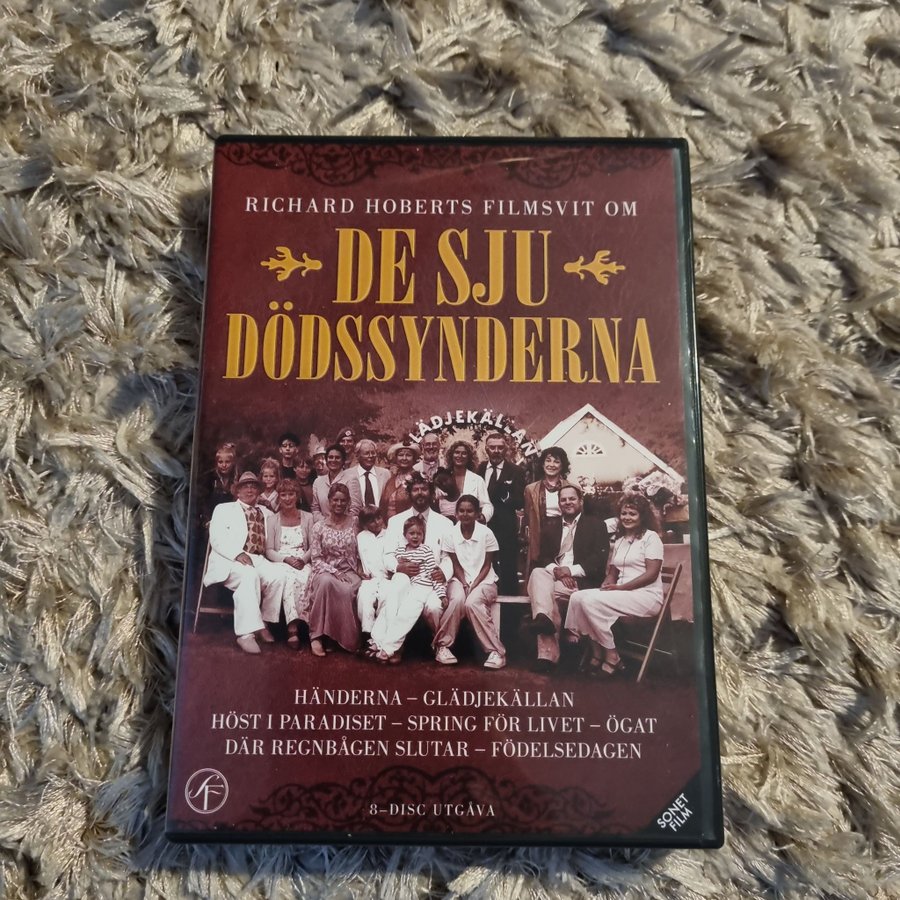 RICHARD HOBERTS FILMSVIT OM
DE SJU
DÖDSSYNDERNA
GLÄDJEKÄLLAN
HÄNDERNA – GLÄDJEKÄLLAN
HÖST I PARADISET – SPRING FÖR LIVET – ÖGAT
DÄR REGNBÅGEN SLUTAR – FÖDELSEDAGEN
SF
8-DISC UTGÅVA
SONET
FILM